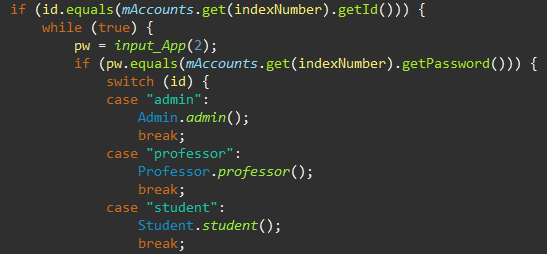 if (id.equals(mAccounts.get(indexNumber).getId())) {
while (true) {
pw = input_App(2);
if (pw.equals(mAccounts.get(indexNumber).getPassword())) {
switch (id) {
case "admin":
Admin.admin();
break;
case "professor":
Professor.professor();
break;
case "student":
Student.student();
break;